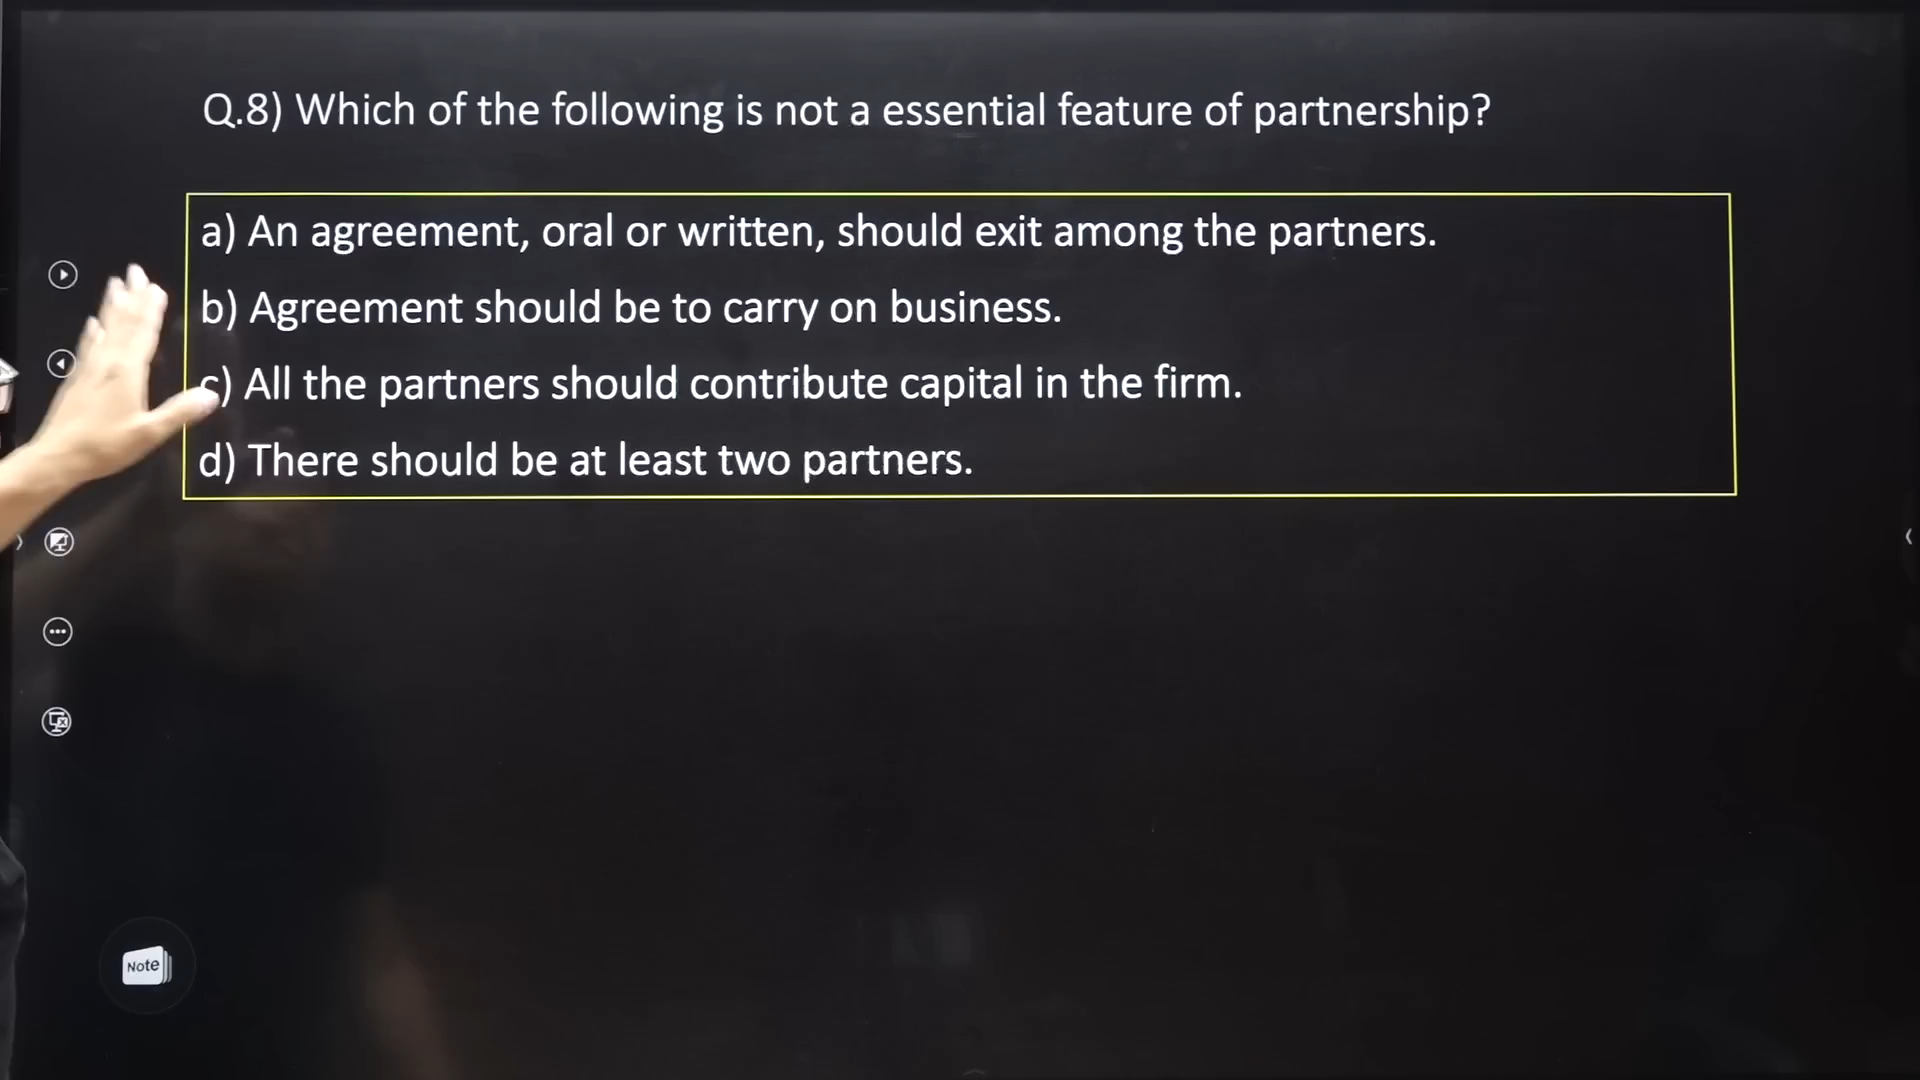 Q.8) Which of the following is not a essential feature of partnership?
a) An agreement, oral or written, should exit among the partners.
b) Agreement should be to carry on business.
c) All the partners should contribute capital in the firm.
d) There should be at least two partners.
Note